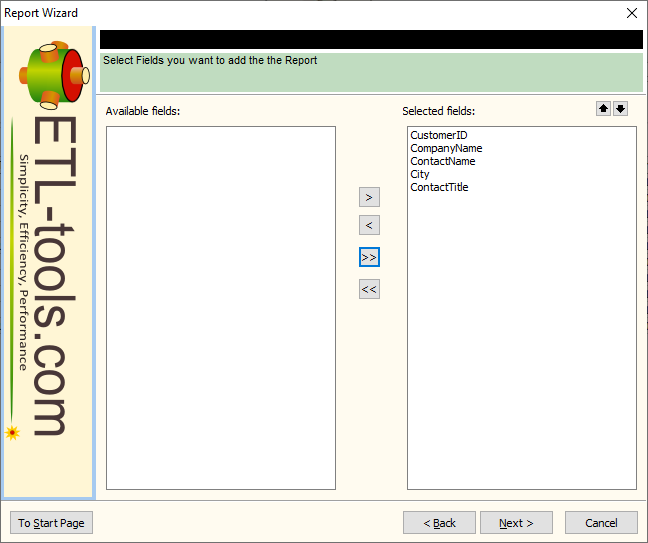 Report Wizard
Select Fields you want to add the the Report
ETL-tools.com
Simplicity, Efficiency, Performance
Available fields:
Selected fields:
CustomerID
CompanyName
ContactName
City
ContactTitle
>
<
>>
<<
To Start Page
< Back
Next >
Cancel